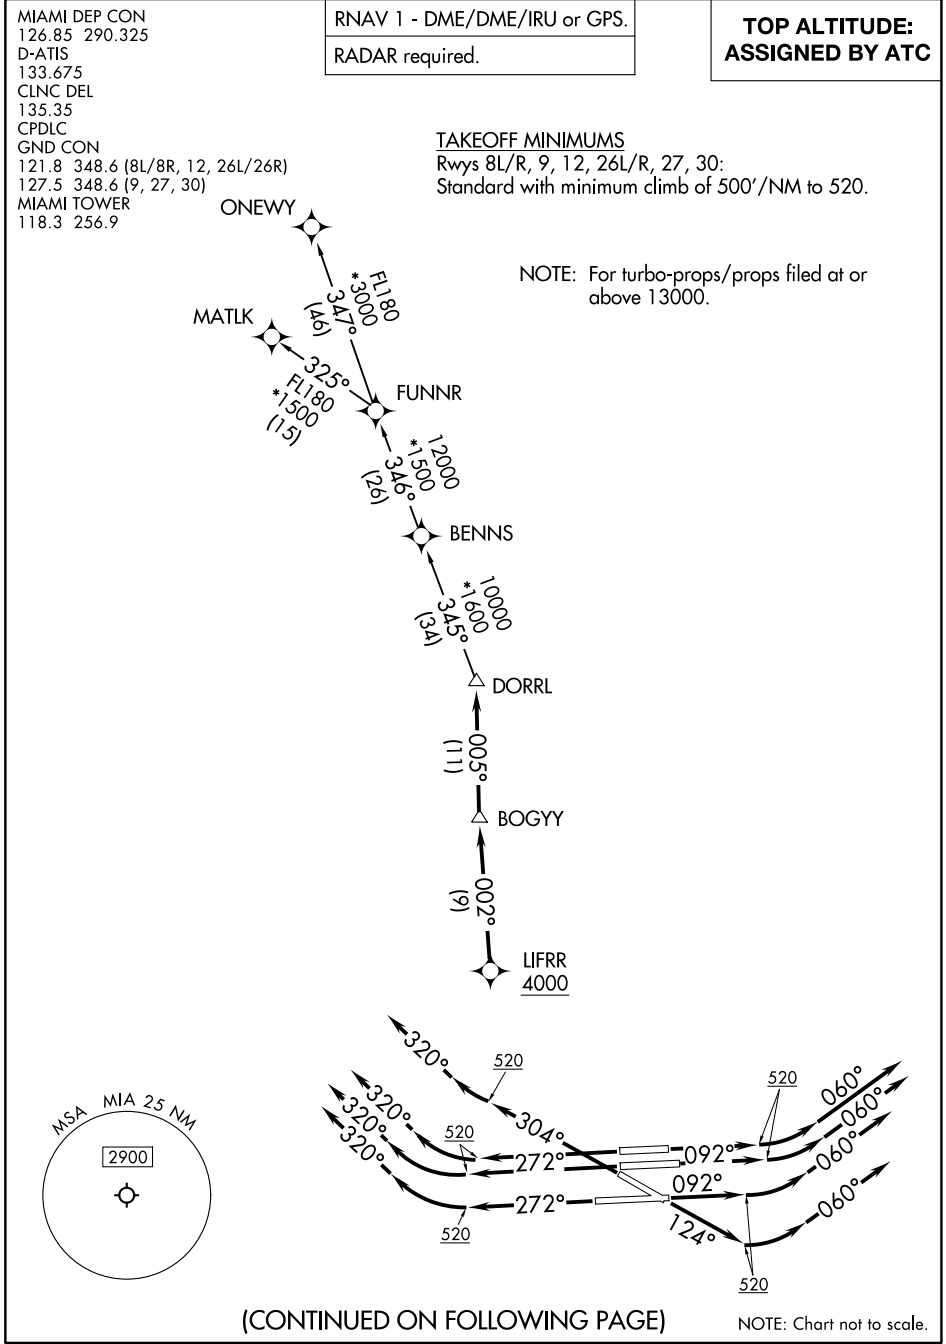 MIAMI DEP CON
126.85 290.325
D-ATIS
133.675
CLNC DEL
135.35
CPDLC
GND CON
121.8 348.6 (8L/8R, 12, 26L/26R)
127.5 348.6 (9, 27, 30)
MIAMI TOWER
118.3 256.9
RNAV 1 - DME/DME/IRU or GPS.
RADAR required.
TOP ALTITUDE:
ASSIGNED BY ATC
TAKEOFF MINIMUMS
Rwys 8L/R, 9, 12, 26L/R, 27, 30:
Standard with minimum climb of 500'/NM to 520.
NOTE: For turbo-props/props filed at or
above 13000.
ONEWY
FL180
*3000
347°
(46)
MATLK
325°
FL180
*1500
(15)
FUNNR
12000
*1500
346°
(26)
BENNS
10000
*1600
345°
(34)
DORRL
005°
(11)
BOGYY
002°
(9)
LIFRR
4000
320°
520
304°
320°
320°
320°
520
272°
272°
520
092°
092°
124°
520
060°
060°
060°
060°
520
MSA MIA 25 NM
2900
(CONTINUED ON FOLLOWING PAGE)
NOTE: Chart not to scale.